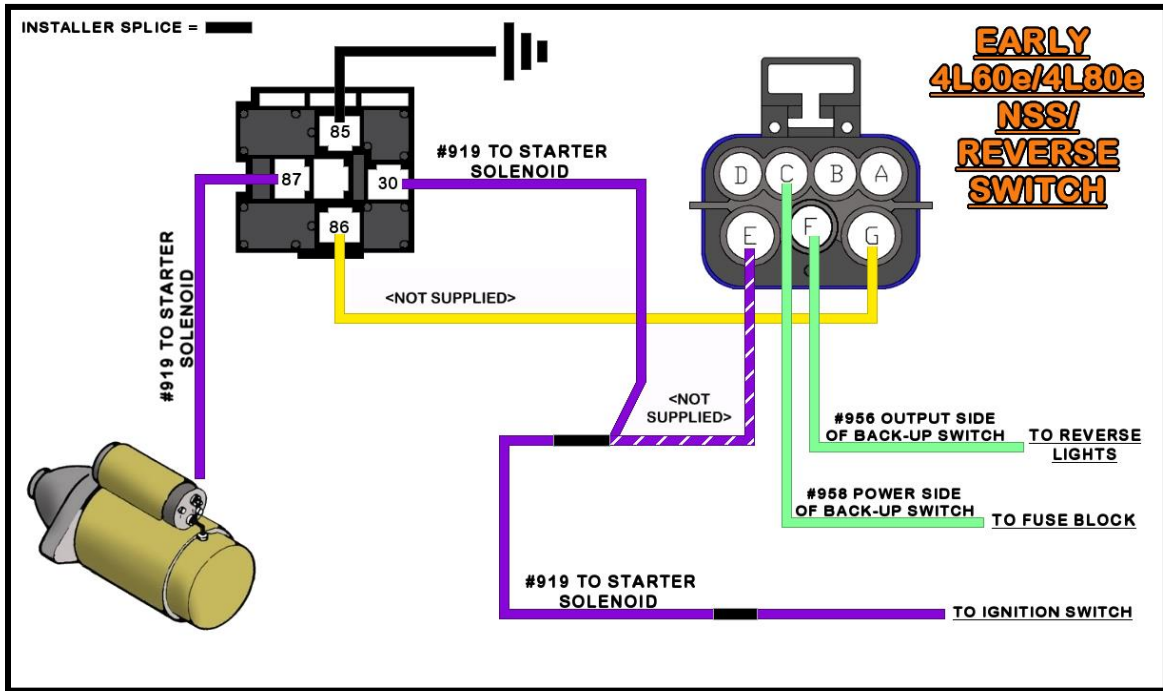 INSTALLER SPLICE =
EARLY
4L60e/4L80e
NSS/
REVERSE
SWITCH
85
87
30
86
#919 TO STARTER
SOLENOID
D
C
B
A
E
F
G
#919 TO STARTER
SOLENOID
<NOT SUPPLIED>
<NOT
SUPPLIED>
#956 OUTPUT SIDE
OF BACK-UP SWITCH
TO REVERSE
LIGHTS
#958 POWER SIDE
OF BACK-UP SWITCH
TO FUSE BLOCK
#919 TO STARTER
SOLENOID
TO IGNITION SWITCH